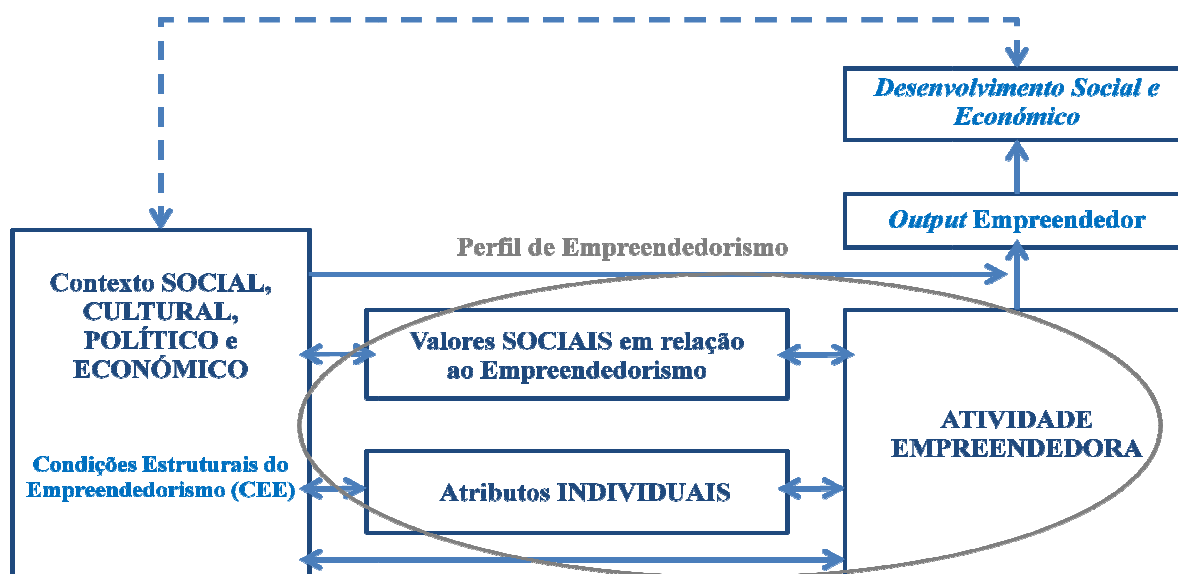 Desenvolvimento Social e
Económico
Output Empreendedor
Perfil de Empreendedorismo
Contexto SOCIAL,
CULTURAL,
POLÍTICO e
ECONÓMICO
Valores SOCIAIS em relação
ao Empreendedorismo
ATIVIDADE
EMPREENDEDORA
Condições Estruturais do
Empreendedorismo (CEE)
Atributos INDIVIDUAIS